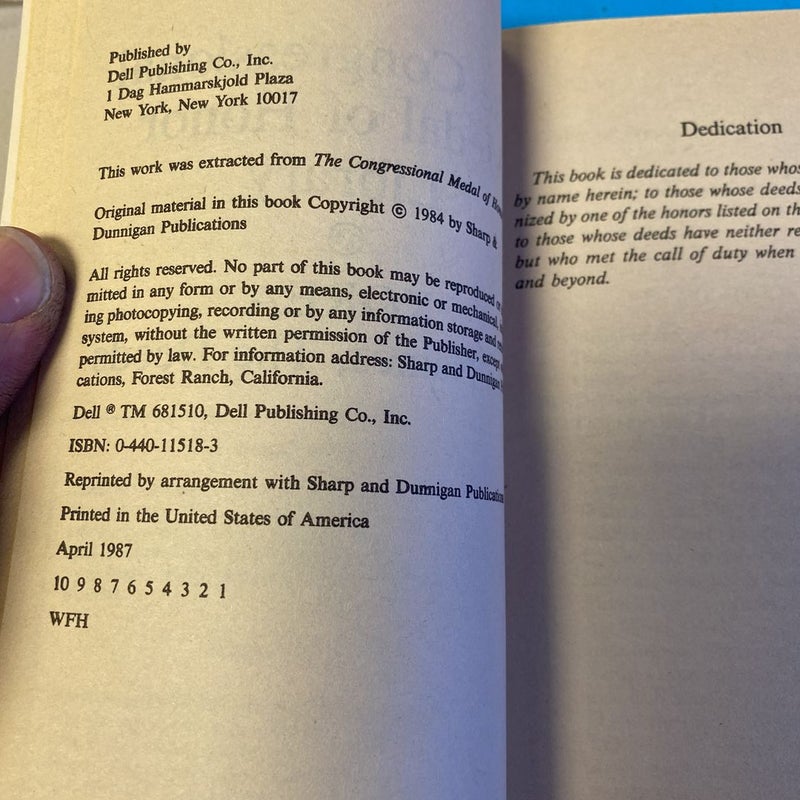 Published by
Dell Publishing Co., Inc.
1 Dag Hammarskjold Plaza
New York, New York 10017
This work was extracted from The Congressional Medal of
Original material in this book Copyright © 1984 by Sharp &
Dunnigan Publications
All rights reserved. No part of this book may be reproduced
mitted in any form or by any means, electronic or mechanical,
ing photocopying, recording or by any information storage and
system, without the written permission of the Publisher, except
permitted by law. For information address: Sharp and Dunnigan
cations, Forest Ranch, California.
Dell ® TM 681510, Dell Publishing Co., Inc.
ISBN: 0-440-11518-3
Reprinted by arrangement with Sharp and Dunnigan Publication
Printed in the United States of America
April 1987
10 9 8 7 6 5 4 3 2 1
WFH
Dedication
This book is dedicated to those whos
by name herein; to those whose deeds
nized by one of the honors listed on th
to those whose deeds have neither re
but who met the call of duty when
and beyond.